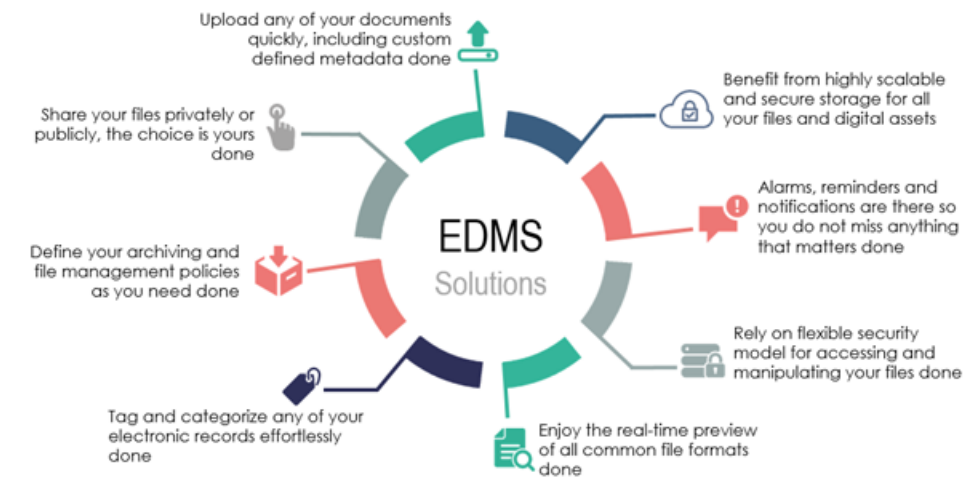 Upload any of your documents
quickly, including custom
defined metadata done
Benefit from highly scalable
and secure storage for all
your files and digital assets
Share your files privately or
publicly, the choice is yours
done
Alarms, reminders and
notifications are there so
you do not miss anything
that matters done
EDMS
Solutions
Define your archiving and
file management policies
as you need done
Rely on flexible security
model for accessing and
manipulating your files done
Tag and categorize any of your
electronic records effortlessly
done
Enjoy the real-time preview
of all common file formats
done